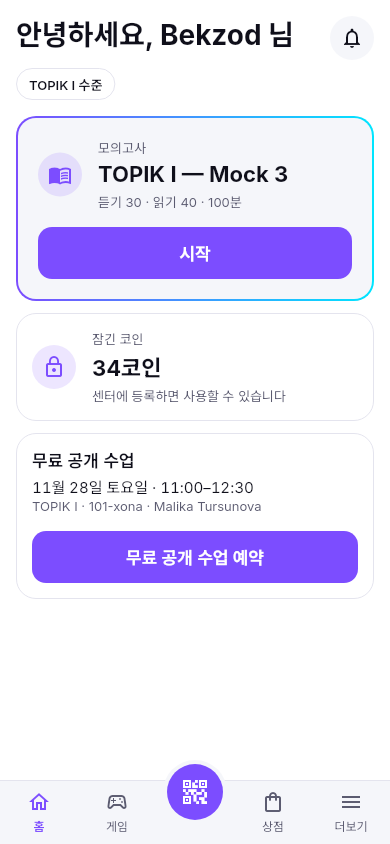 안녕하세요, Bekzod 님
TOPIK I 수준
모의고사
TOPIK I — Mock 3
듣기 30 · 읽기 40 · 100분
시작
잠긴 코인
34코인
센터에 등록하면 사용할 수 있습니다
무료 공개 수업
11월 28일 토요일 · 11:00–12:30
TOPIK I · 101-xona · Malika Tursunova
무료 공개 수업 예약
홈
게임
상점
더보기